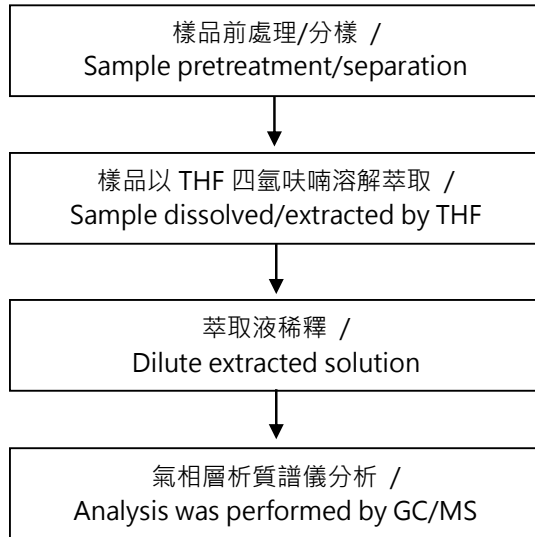 樣品前處理/分樣 /
Sample pretreatment/separation
樣品以 THF 四氫呋喃溶解萃取 /
Sample dissolved/extracted by THF
萃取液稀釋 /
Dilute extracted solution
氣相層析質譜儀分析 /
Analysis was performed by GC/MS